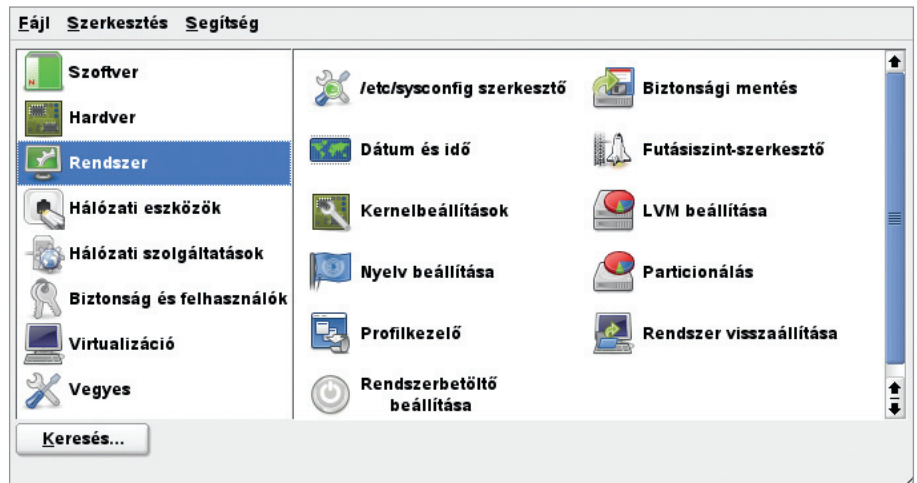 Fájl Szerkesztés Segítség
Szoftver
Hardver
Rendszer
Hálózati eszközök
Hálózati szolgáltatások
Biztonság és felhasználók
Virtualizáció
Vegyes
/etc/sysconfig szerkesztő
Biztonsági mentés
Dátum és idő
Futásiszint-szerkesztő
Kernelbeállítások
LVM beállítása
Nyelv beállítása
Particionálás
Profilkezelő
Rendszer visszaállítása
Rendszerbetöltő
beállítása
Keresés...